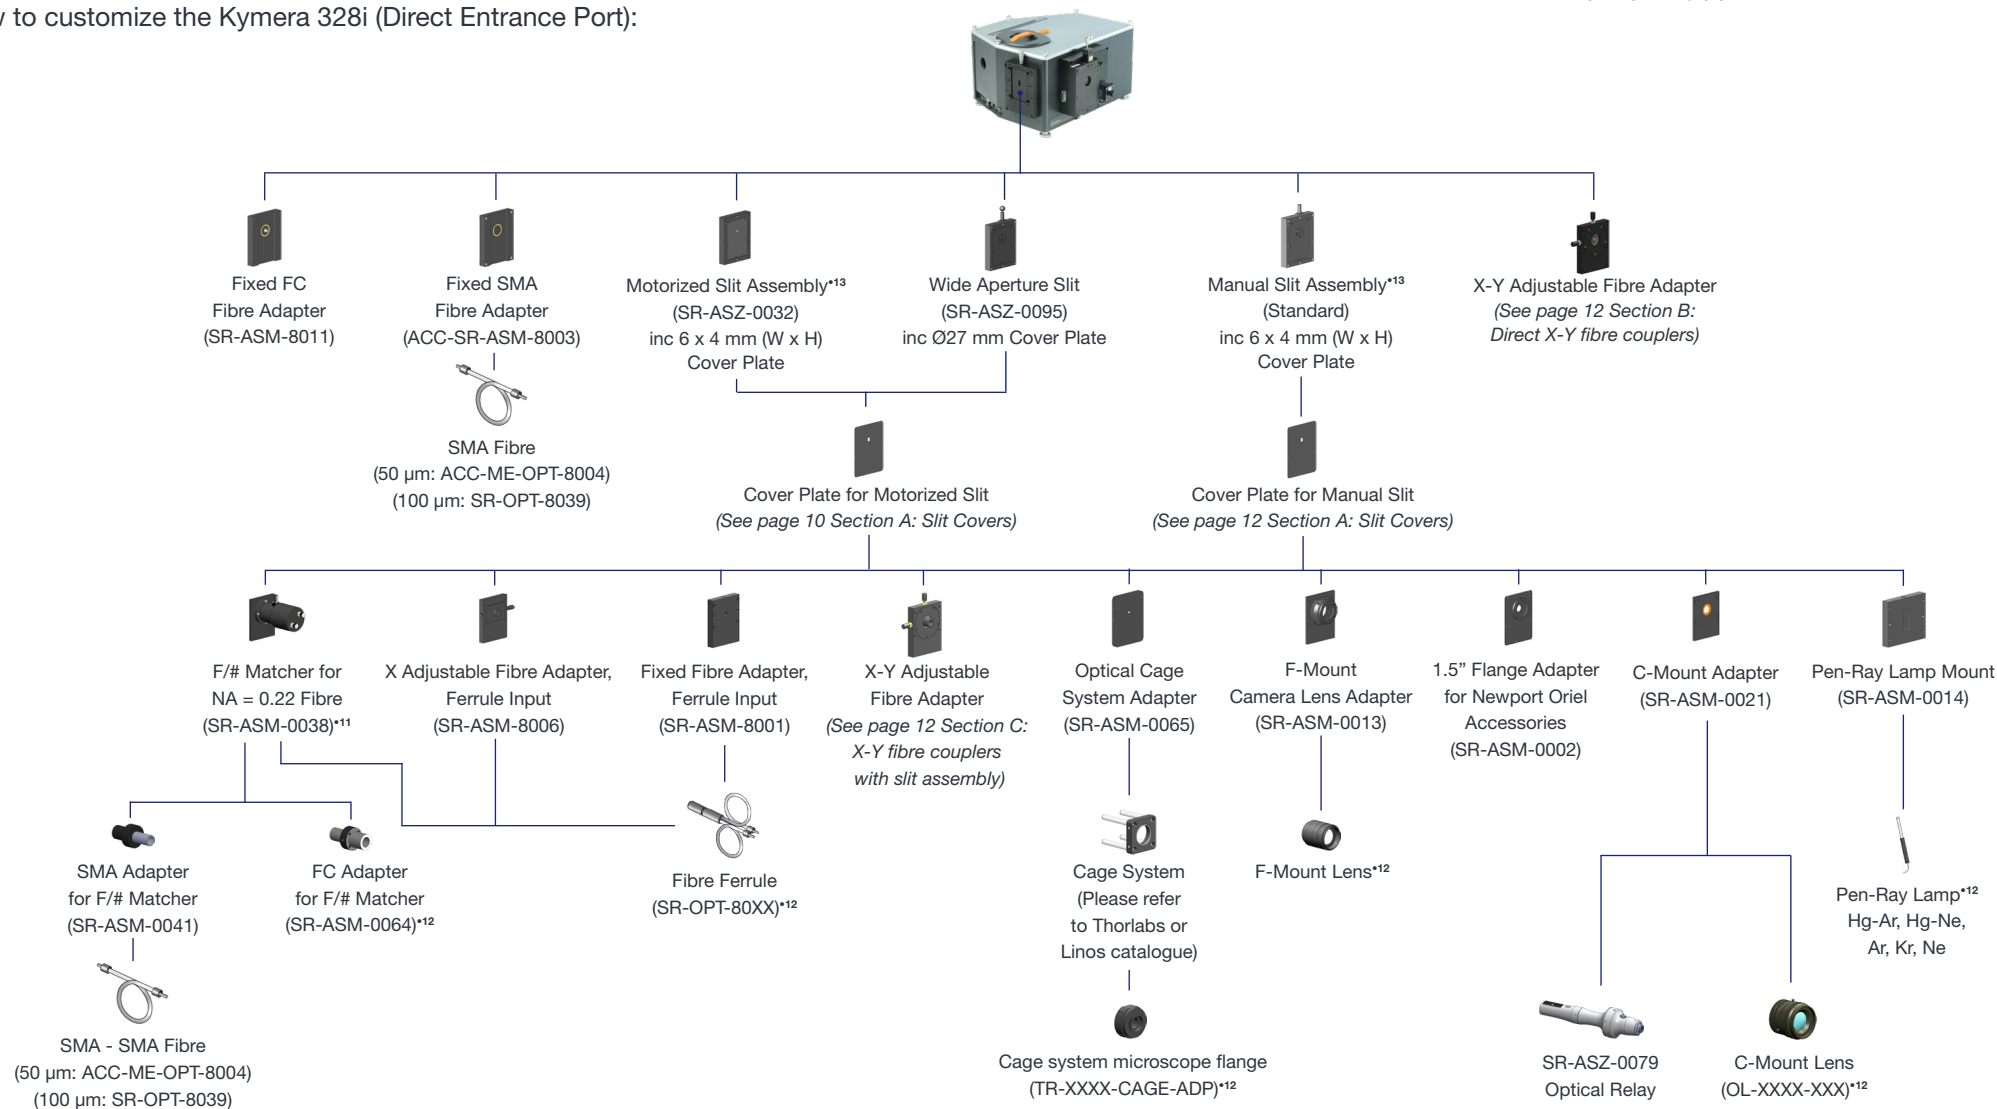 to customize the Kymera 328i (Direct Entrance Port):
Fixed FC
Fibre Adapter
(SR-ASM-8011)
Fixed SMA
Fibre Adapter
(ACC-SR-ASM-8003)
Motorized Slit Assembly•13
(SR-ASZ-0032)
inc 6 x 4 mm (W x H)
Cover Plate
Wide Aperture Slit
(SR-ASZ-0095)
inc Ø27 mm Cover Plate
Manual Slit Assembly•13
(Standard)
inc 6 x 4 mm (W x H)
Cover Plate
X-Y Adjustable Fibre Adapter
(See page 12 Section B:
Direct X-Y fibre couplers)
SMA Fibre
(50 µm: ACC-ME-OPT-8004)
(100 µm: SR-OPT-8039)
Cover Plate for Motorized Slit
(See page 10 Section A: Slit Covers)
Cover Plate for Manual Slit
(See page 12 Section A: Slit Covers)
F/# Matcher for
NA = 0.22 Fibre
(SR-ASM-0038)•11
X Adjustable Fibre Adapter,
Ferrule Input
(SR-ASM-8006)
Fixed Fibre Adapter,
Ferrule Input
(SR-ASM-8001)
X-Y Adjustable
Fibre Adapter
(See page 12 Section C:
X-Y fibre couplers
with slit assembly)
Optical Cage
System Adapter
(SR-ASM-0065)
F-Mount
Camera Lens Adapter
(SR-ASM-0013)
1.5” Flange Adapter
for Newport Oriel
Accessories
(SR-ASM-0002)
C-Mount Adapter
(SR-ASM-0021)
Pen-Ray Lamp Mount
(SR-ASM-0014)
SMA Adapter
for F/# Matcher
(SR-ASM-0041)
FC Adapter
for F/# Matcher
(SR-ASM-0064)•12
Fibre Ferrule
(SR-OPT-80XX)•12
Cage System
(Please refer
to Thorlabs or
Linos catalogue)
F-Mount Lens•12
Pen-Ray Lamp•12
Hg-Ar, Hg-Ne,
Ar, Kr, Ne
SMA - SMA Fibre
(50 µm: ACC-ME-OPT-8004)
(100 µm: SR-OPT-8039)
Cage system microscope flange
(TR-XXXX-CAGE-ADP)•12
SR-ASZ-0079
Optical Relay
C-Mount Lens
(OL-XXXX-XXX)•12